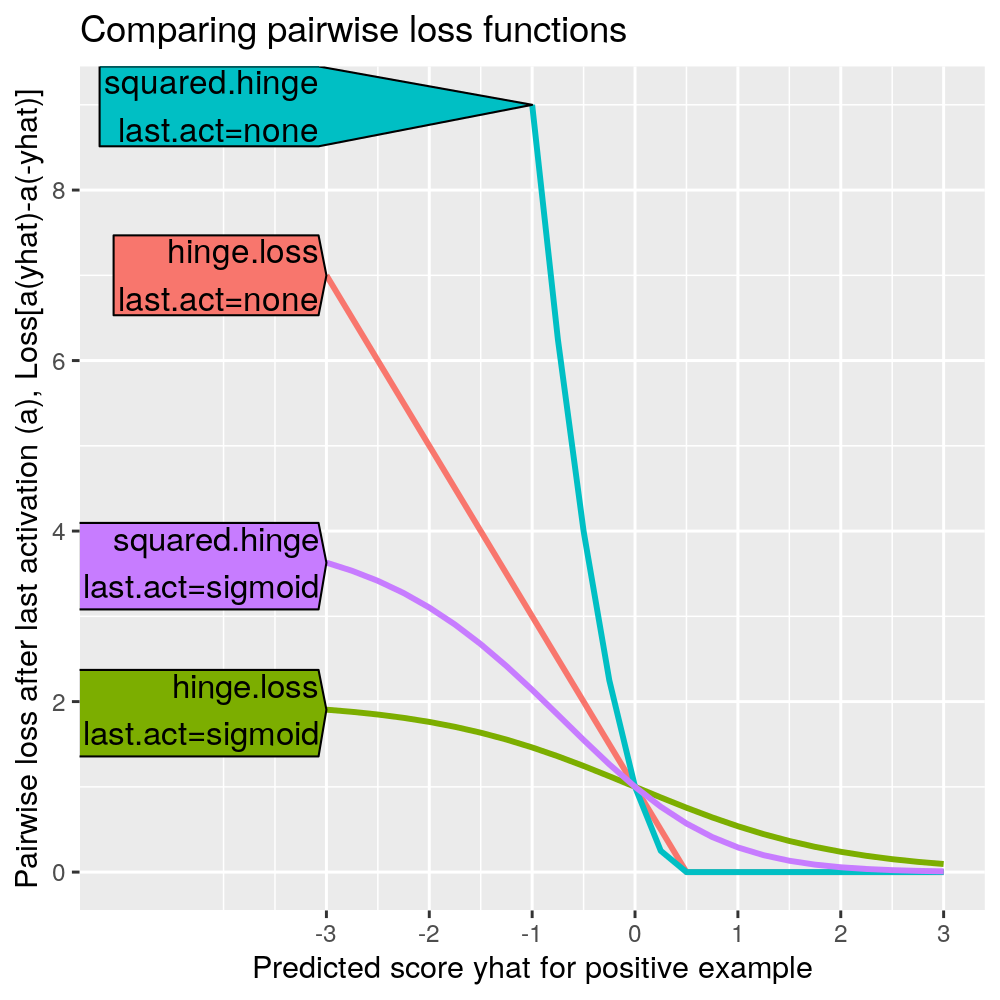 Comparing pairwise loss functions
Pairwise loss after last activation (a), Loss[a(yhat)-a(-yhat)]
squared.hinge
last.act=none
8
hinge.loss
last.act=none
6
squared.hinge
last.act=sigmoid
4
hinge.loss
last.act=sigmoid
2
0
-3 -2 -1 0 1 2 3
Predicted score yhat for positive example